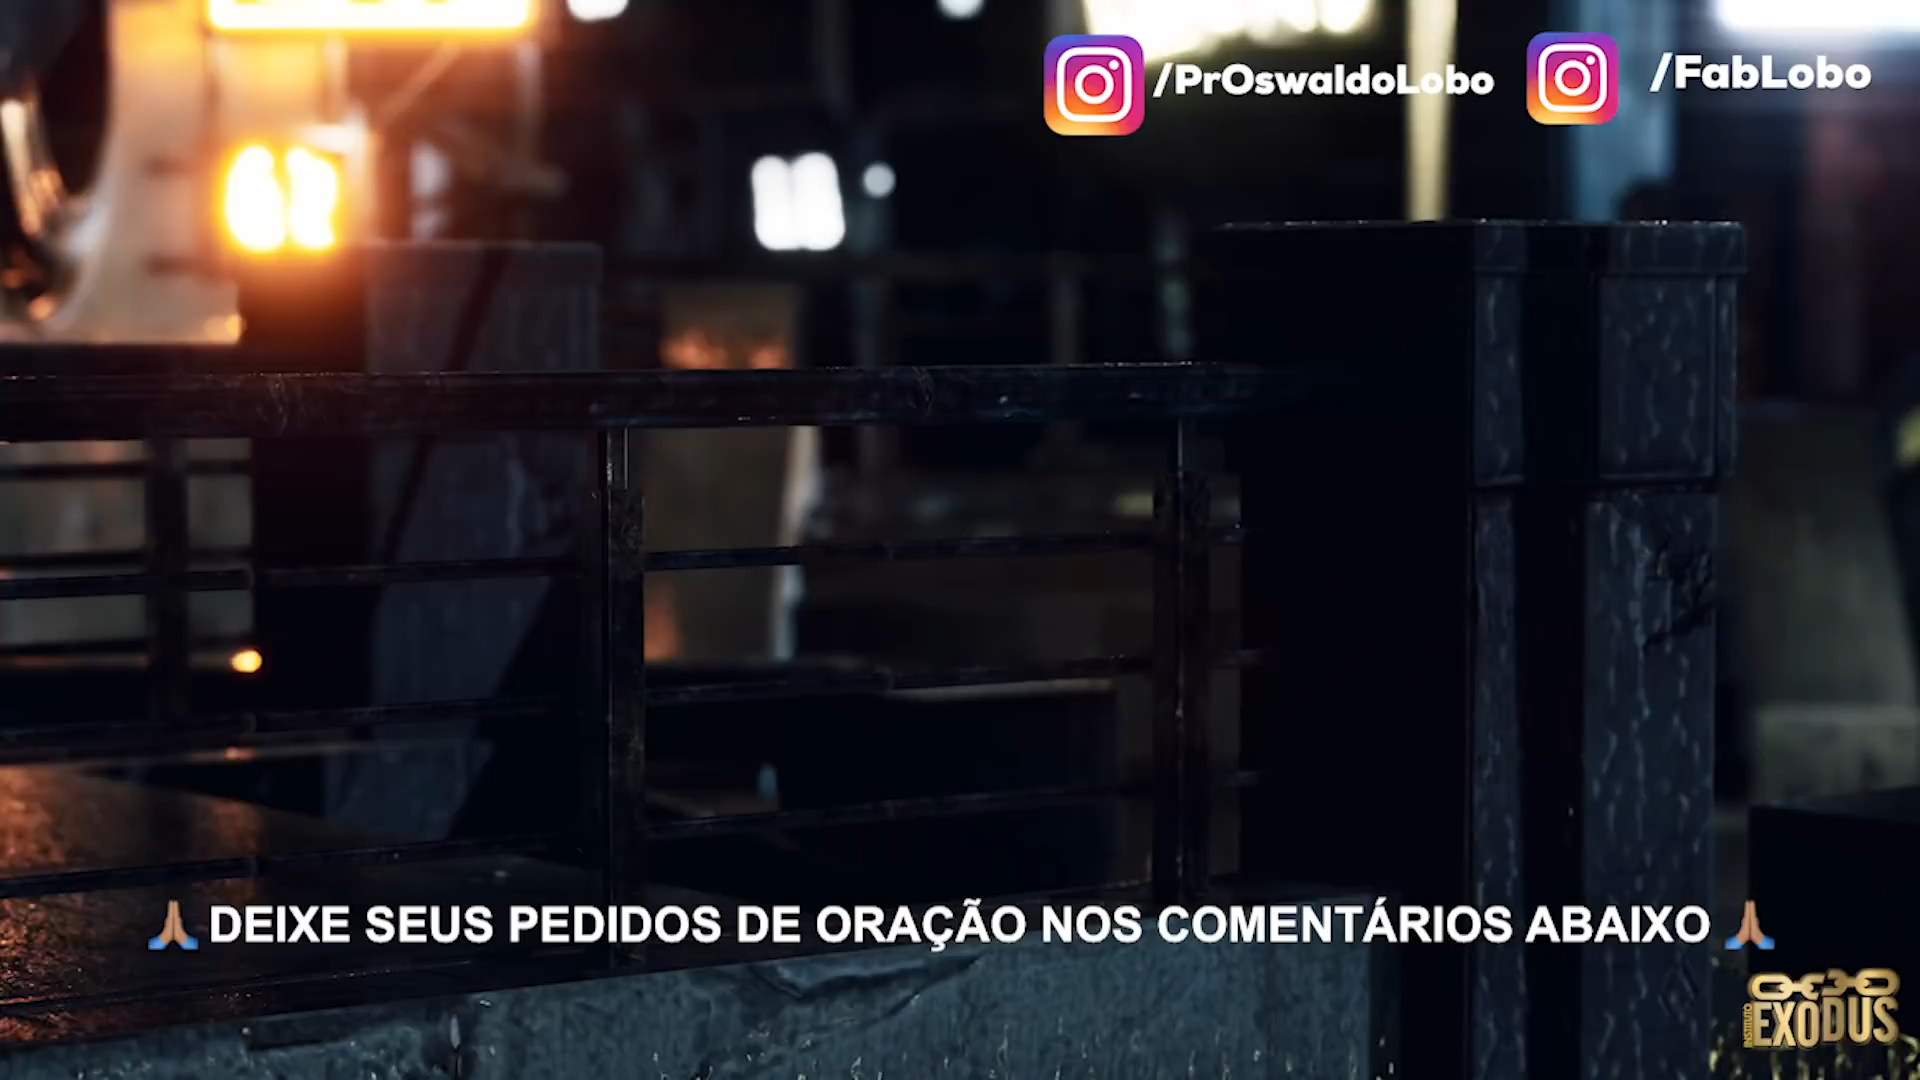 /PrOswaldoLobo
/FabLobo
🙏🏽 DEIXE SEUS PEDIDOS DE ORAÇÃO NOS COMENTÁRIOS ABAIXO 🙏🏽
INSTITUTO
EXODUS